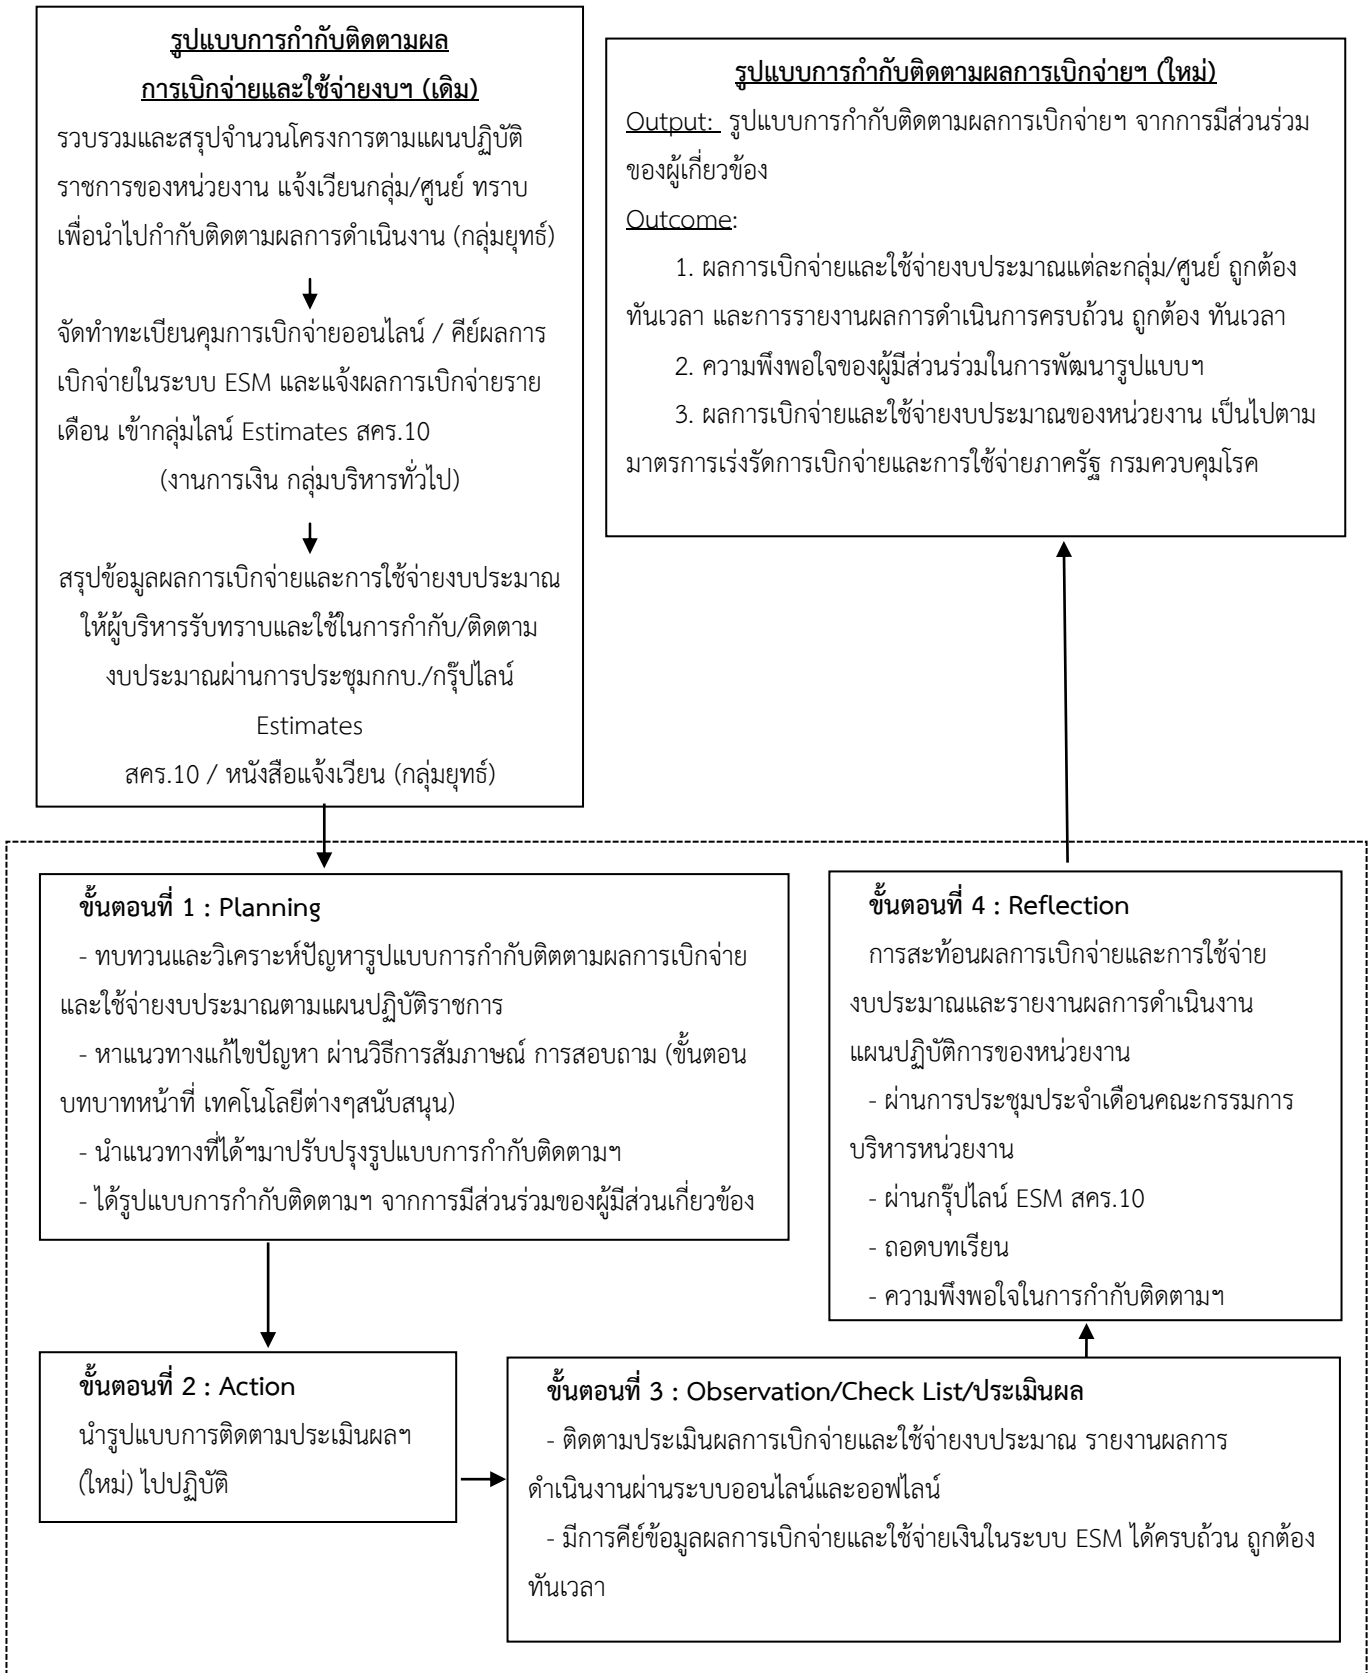 รูปแบบการกำกับติดตามผล
การเบิกจ่ายและใช้จ่ายงบฯ (เดิม)
รวบรวมและสรุปจำนวนโครงการตามแผนปฏิบัติ
ราชการของหน่วยงาน แจ้งเวียนกลุ่ม/ศูนย์ ทราบ
เพื่อนำไปกำกับติดตามผลการดำเนินงาน (กลุ่มยุทธ์)
จัดทำทะเบียนคุมการเบิกจ่ายออนไลน์ / คีย์ผลการ
เบิกจ่ายในระบบ ESM และแจ้งผลการเบิกจ่ายราย
เดือน เข้ากลุ่มไลน์ Estimates สคร.10
(งานการเงิน กลุ่มบริหารทั่วไป)
สรุปข้อมูลผลการเบิกจ่ายและการใช้จ่ายงบประมาณ
ให้ผู้บริหารรับทราบและใช้ในการกำกับ/ติดตาม
งบประมาณผ่านการประชุมกกบ./กรุ๊ปไลน์
Estimates
สคร.10 / หนังสือแจ้งเวียน (กลุ่มยุทธ์)
รูปแบบการกำกับติดตามผลการเบิกจ่ายฯ (ใหม่)
Output: รูปแบบการกำกับติดตามผลการเบิกจ่ายฯ จากการมีส่วนร่วม
ของผู้เกี่ยวข้อง
Outcome:
1. ผลการเบิกจ่ายและใช้จ่ายงบประมาณแต่ละกลุ่ม/ศูนย์ ถูกต้อง
ทันเวลา และการรายงานผลการดำเนินการครบถ้วน ถูกต้อง ทันเวลา
2. ความพึงพอใจของผู้มีส่วนร่วมในการพัฒนารูปแบบฯ
3. ผลการเบิกจ่ายและใช้จ่ายงบประมาณของหน่วยงาน เป็นไปตาม
มาตรการเร่งรัดการเบิกจ่ายและการใช้จ่ายภาครัฐ กรมควบคุมโรค
ขั้นตอนที่ 1 : Planning
- ทบทวนและวิเคราะห์ปัญหารูปแบบการกำกับติตตามผลการเบิกจ่าย
และใช้จ่ายงบประมาณตามแผนปฏิบัติราชการ
- หาแนวทางแก้ไขปัญหา ผ่านวิธีการสัมภาษณ์ การสอบถาม (ขั้นตอน
บทบาทหน้าที่ เทคโนโลยีต่างๆสนับสนุน)
- นำแนวทางที่ได้ฯมาปรับปรุงรูปแบบการกำกับติดตามฯ
- ได้รูปแบบการกำกับติดตามฯ จากการมีส่วนร่วมของผู้มีส่วนเกี่ยวข้อง
ขั้นตอนที่ 2 : Action
นำรูปแบบการติดตามประเมินผลฯ
(ใหม่) ไปปฏิบัติ
ขั้นตอนที่ 3 : Observation/Check List/ประเมินผล
- ติดตามประเมินผลการเบิกจ่ายและใช้จ่ายงบประมาณ รายงานผลการ
ดำเนินงานผ่านระบบออนไลน์และออฟไลน์
- มีการคีย์ข้อมูลผลการเบิกจ่ายและใช้จ่ายเงินในระบบ ESM ได้ครบถ้วน ถูกต้อง
ทันเวลา
ขั้นตอนที่ 4 : Reflection
การสะท้อนผลการเบิกจ่ายและการใช้จ่าย
งบประมาณและรายงานผลการดำเนินงาน
แผนปฏิบัติการของหน่วยงาน
- ผ่านการประชุมประจำเดือนคณะกรรมการ
บริหารหน่วยงาน
- ผ่านกรุ๊ปไลน์ ESM สคร.10
- ถอดบทเรียน
- ความพึงพอใจในการกำกับติดตามฯ